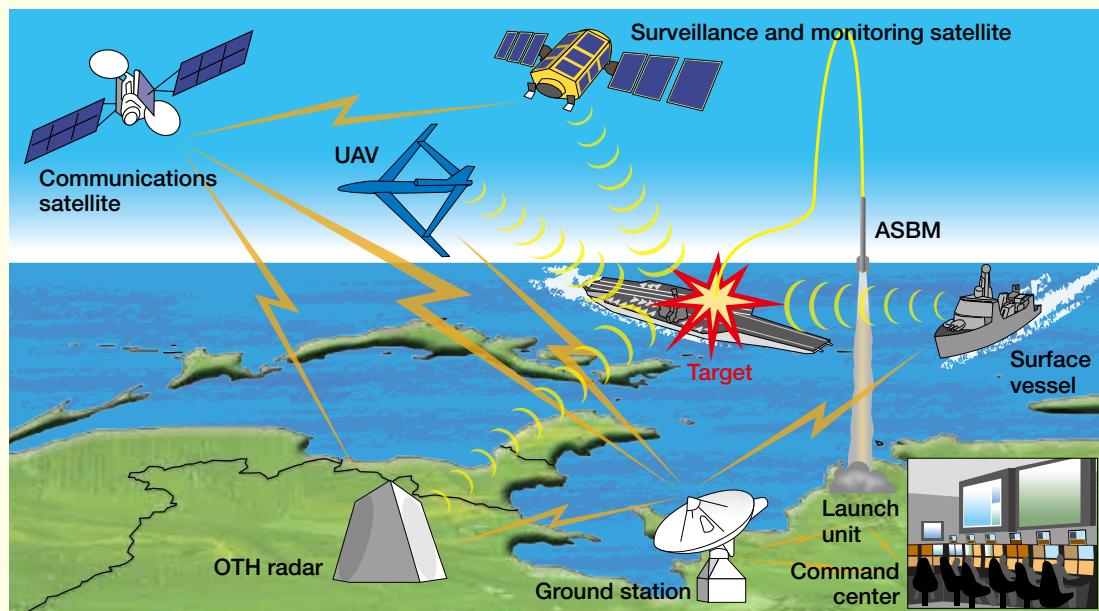 Surveillance and monitoring satellite
Communications
satellite
UAV
ASBM
Target
Surface
vessel
OTH radar
Ground station
Launch
unit
Command
center